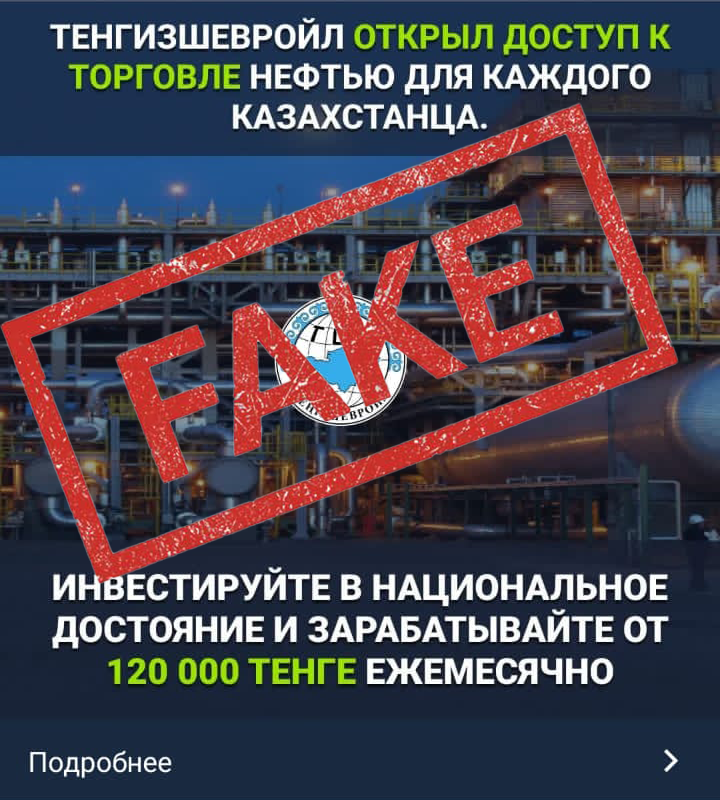 ТЕНГИЗШЕВРОЙЛ ОТКРЫЛ ДОСТУП К
ТОРГОВЛЕ НЕФТЬЮ ДЛЯ КАЖДОГО
КАЗАХСТАНЦА.
FAKE
ИНВЕСТИРУЙТЕ В НАЦИОНАЛЬНОЕ
ДОСТОЯНИЕ И ЗАРАБАТЫВАЙТЕ ОТ
120 000 ТЕНГЕ ЕЖЕМЕСЯЧНО
Подробнее